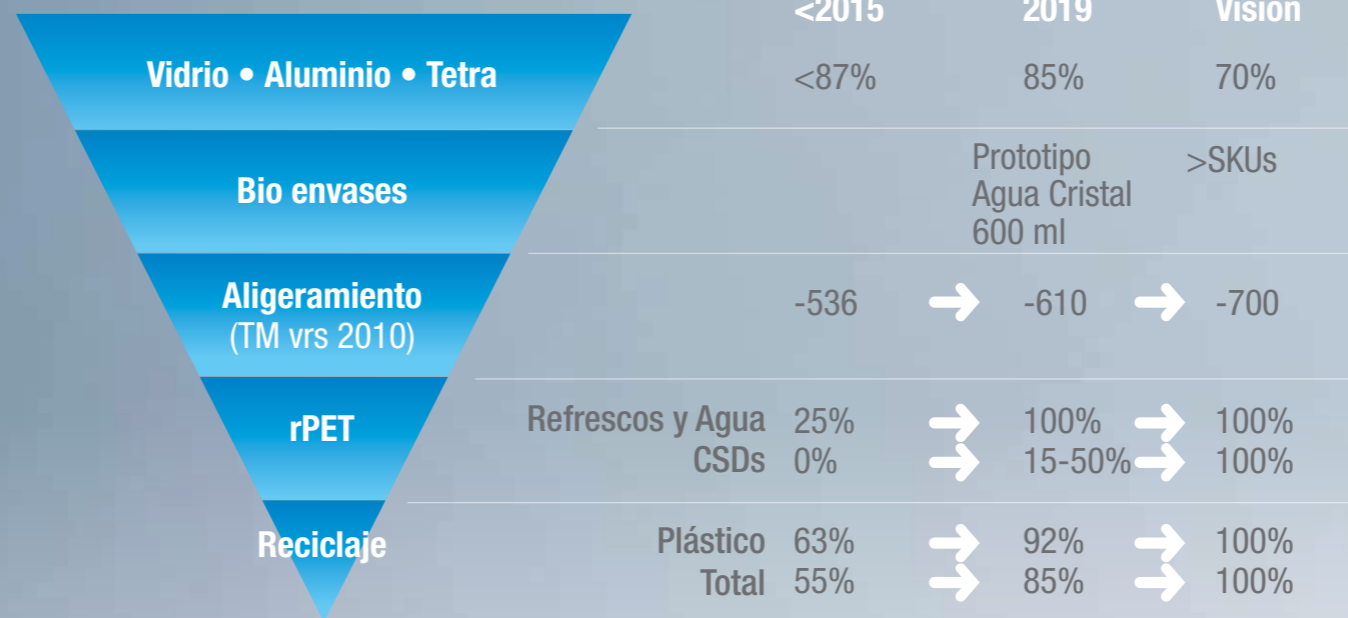 <2015 2019 Visión
Vidrio • Aluminio • Tetra <87% 85% 70%
Bio envases Prototipo Agua Cristal 600 ml >SKUs
Aligeramiento
(TM vrs 2010) -536 -610 -700
rPET
Refrescos y Agua 25% 100% 100%
CSDs 0% 15-50% 100%
Reciclaje
Plástico 63% 92% 100%
Total 55% 85% 100%